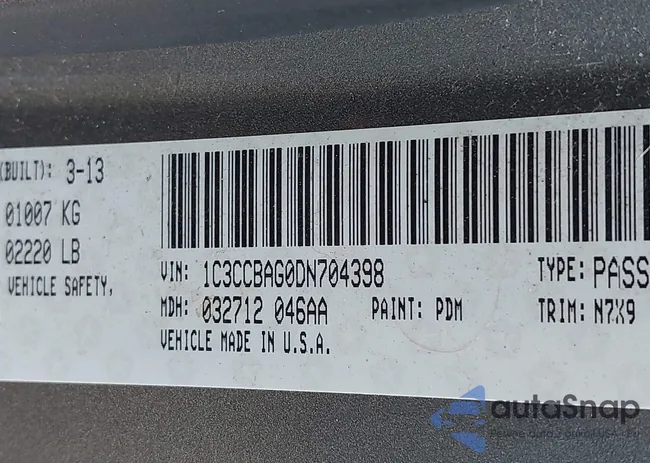 (BUILT): 3-13
01007 KG
02220 LB
VEHICLE SAFETY,
VIN: 1C3CCBAG0DN704398 TYPE: PASS
MDH: 032712 046AA PAINT: PDM TRIM: N7X9
VEHICLE MADE IN U.S.A.
autaSnap